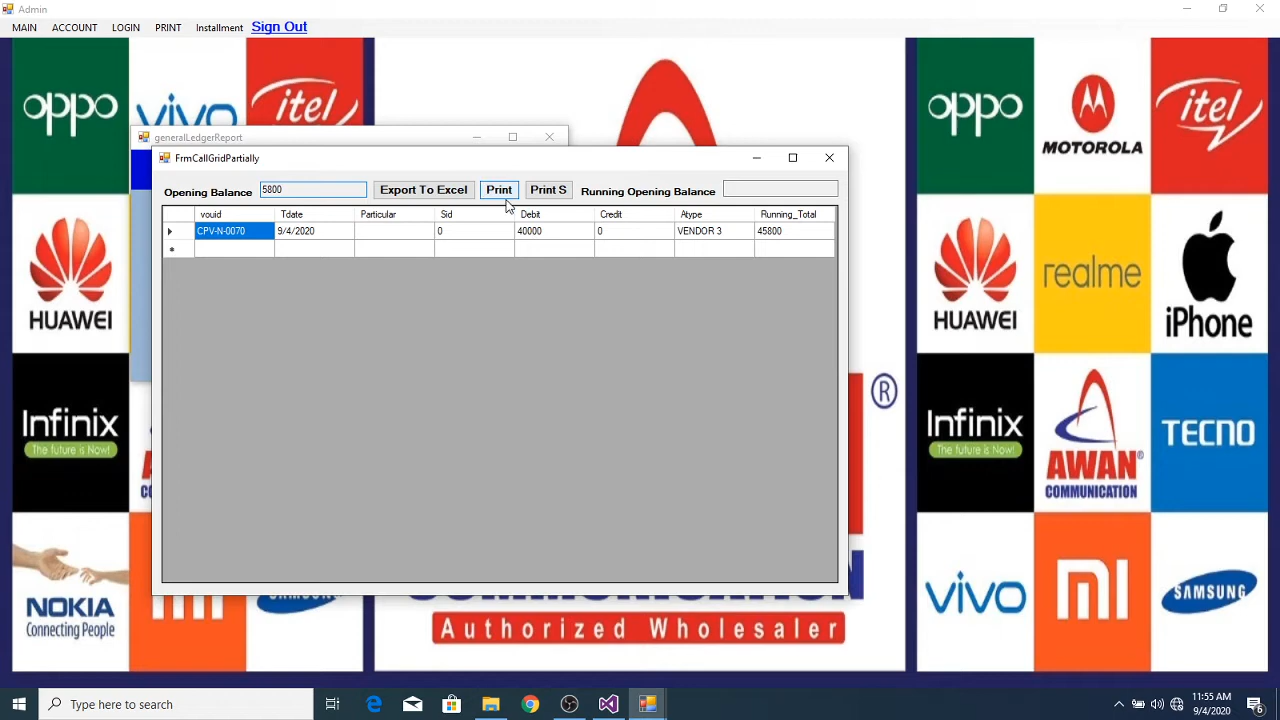 Admin
MAIN ACCOUNT LOGIN PRINT Installment Sign Out
oppo
vivo
itel
generalLedgerReport
FrmCallGridPartially
Opening Balance 5800 Export To Excel Print Print S Running Opening Balance
vouid Tdate Particular Sid Debit Credit Atype Running_Total
CPV-N-0070 9/4/2020 0 40000 0 VENDOR 3 45800
HUAWEI
Infinix
The future is Now!
NOKIA
Connecting People
mi
SAMSUNG
®
Authorized Wholesaler
oppo
MOTOROLA
itel
HUAWEI
realme
iPhone
Infinix
The future is Now!
AWAN®
COMMUNICATION
TECNO
vivo
mi
SAMSUNG
Type here to search
11:55 AM
9/4/2020
6